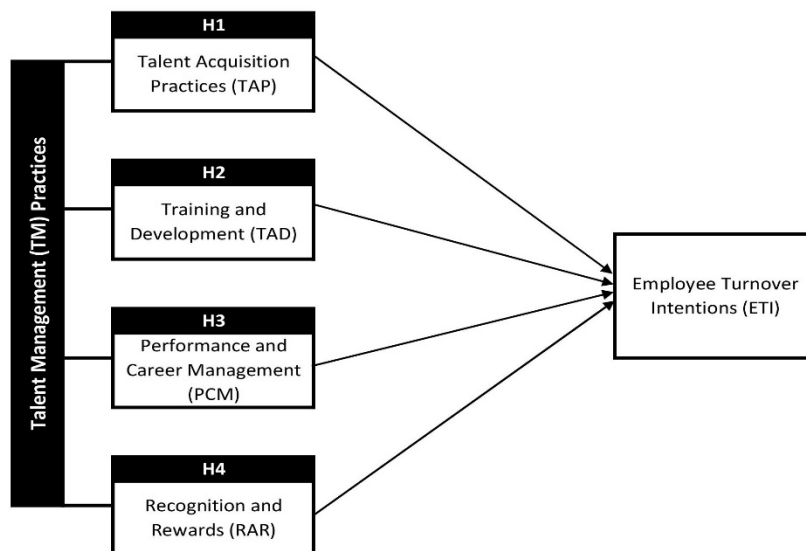 Talent Management (TM) Practices
H1
Talent Acquisition
Practices (TAP)
H2
Training and
Development (TAD)
H3
Performance and
Career Management
(PCM)
H4
Recognition and
Rewards (RAR)
Employee Turnover
Intentions (ETI)